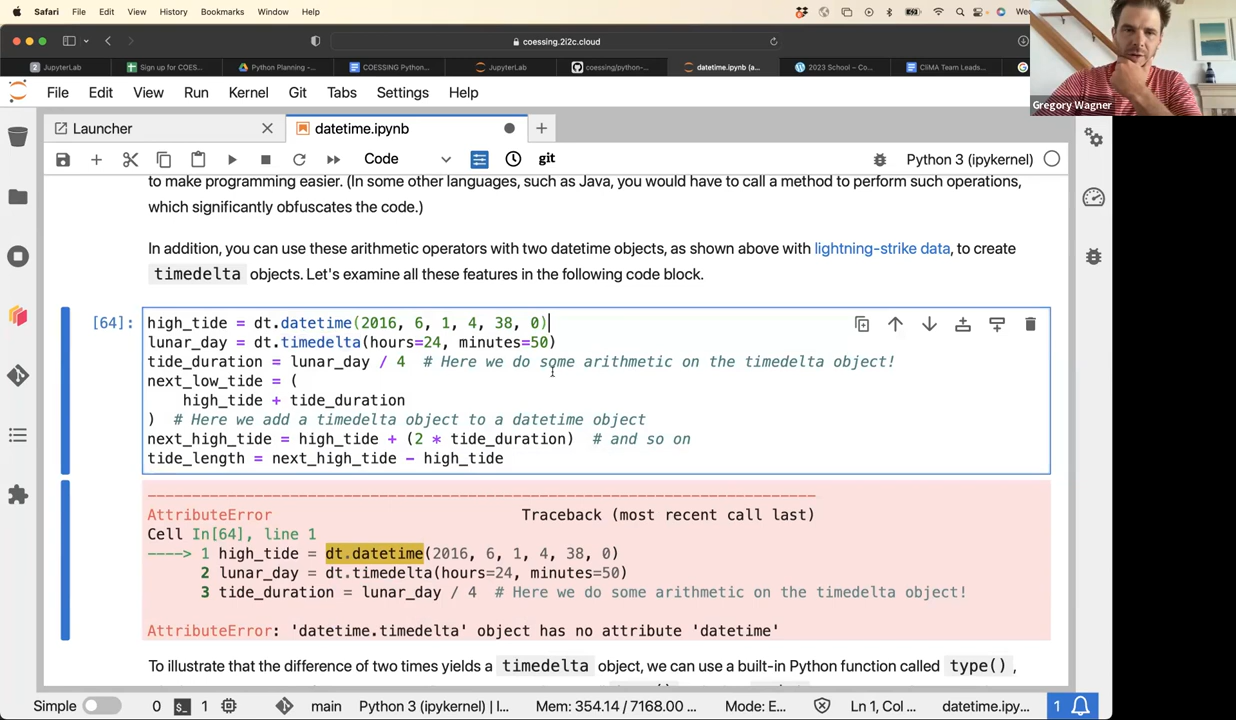 Safari File Edit View History Bookmarks Window Help
coessing.2i2c.cloud
JupyterLab Sign up for COES... Python Planning -... COESSING Python... JupyterLab coessing/python-... datetime.ipynb (a... 2023 School – Co... CliMA Team Leads...
Gregory Wagner
File Edit View Run Kernel Git Tabs Settings Help
Launcher datetime.ipynb
Code git Python 3 (ipykernel)
to make programming easier. (In some other languages, such as Java, you would have to call a method to perform such operations,
which significantly obfuscates the code.)
In addition, you can use these arithmetic operators with two datetime objects, as shown above with lightning-strike data, to create
timedelta objects. Let's examine all these features in the following code block.
[64]: high_tide = dt.datetime(2016, 6, 1, 4, 38, 0)
lunar_day = dt.timedelta(hours=24, minutes=50)
tide_duration = lunar_day / 4 # Here we do some arithmetic on the timedelta object!
next_low_tide = (
high_tide + tide_duration
) # Here we add a timedelta object to a datetime object
next_high_tide = high_tide + (2 * tide_duration) # and so on
tide_length = next_high_tide - high_tide
---------------------------------------------------------------------------
AttributeError Traceback (most recent call last)
Cell In[64], line 1
----> 1 high_tide = dt.datetime(2016, 6, 1, 4, 38, 0)
2 lunar_day = dt.timedelta(hours=24, minutes=50)
3 tide_duration = lunar_day / 4 # Here we do some arithmetic on the timedelta object!
AttributeError: 'datetime.timedelta' object has no attribute 'datetime'
To illustrate that the difference of two times yields a timedelta object, we can use a built-in Python function called type(),
Simple 0 1 main Python 3 (ipykernel) | I... Mem: 354.14 / 7168.00 ... Mode: E... Ln 1, Col ... datetime.ipy... 1